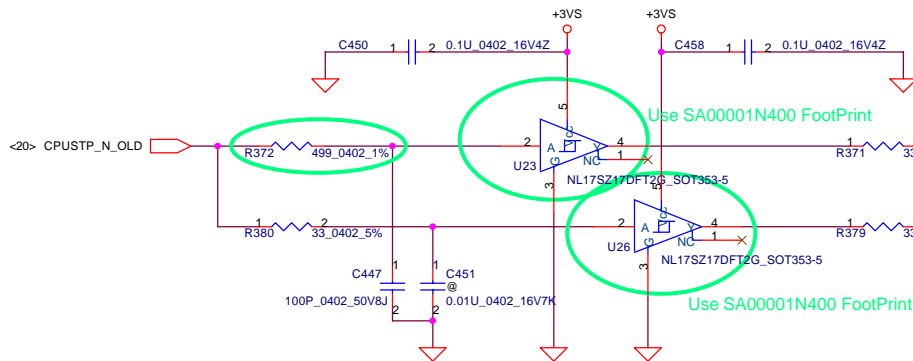 +3VS +3VS
C450 C458
1 2 0.1U_0402_16V4Z 1 2 0.1U_0402_16V4Z
5
Use SA00001N400 FootPrint
<20> CPUSTP_N_OLD
2 A Vcc Y 4 1
G NC 1
R372 499_0402_1% U23 R371 33
3 NL17SZ17DFT2G_SOT353-5
5
1 2 2 A Vcc Y 4 1
G NC 1
R380 33_0402_5% U26 R379 33
3 NL17SZ17DFT2G_SOT353-5
C447 C451
1 1 @
100P_0402_50V8J 0.01U_0402_16V7K
2 2
Use SA00001N400 FootPrint